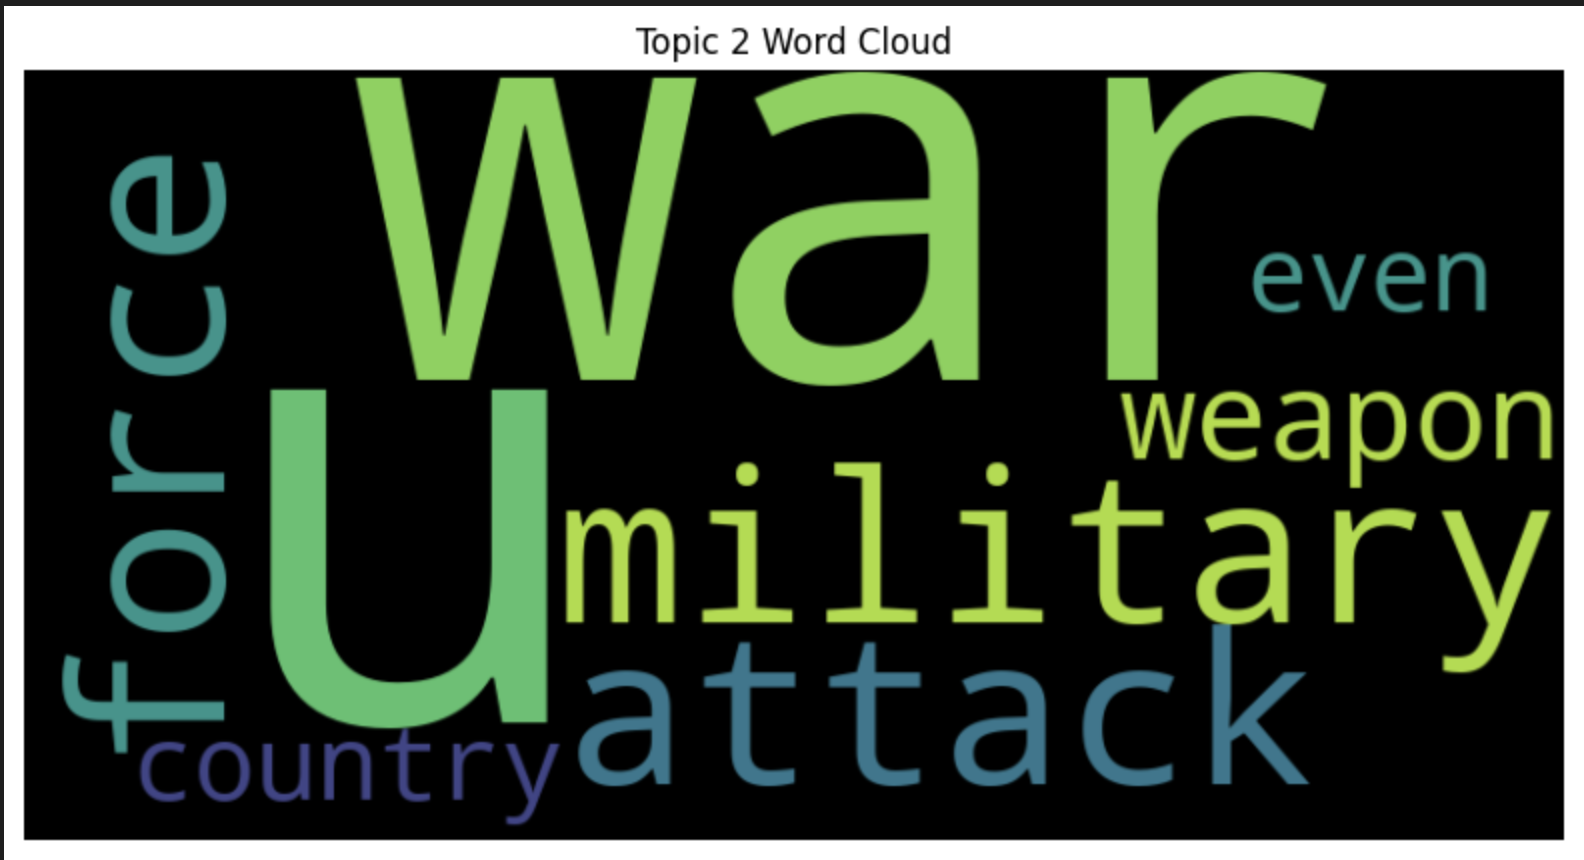 Topic 2 Word Cloud
war
force
even
u
weapon
military
attack
country